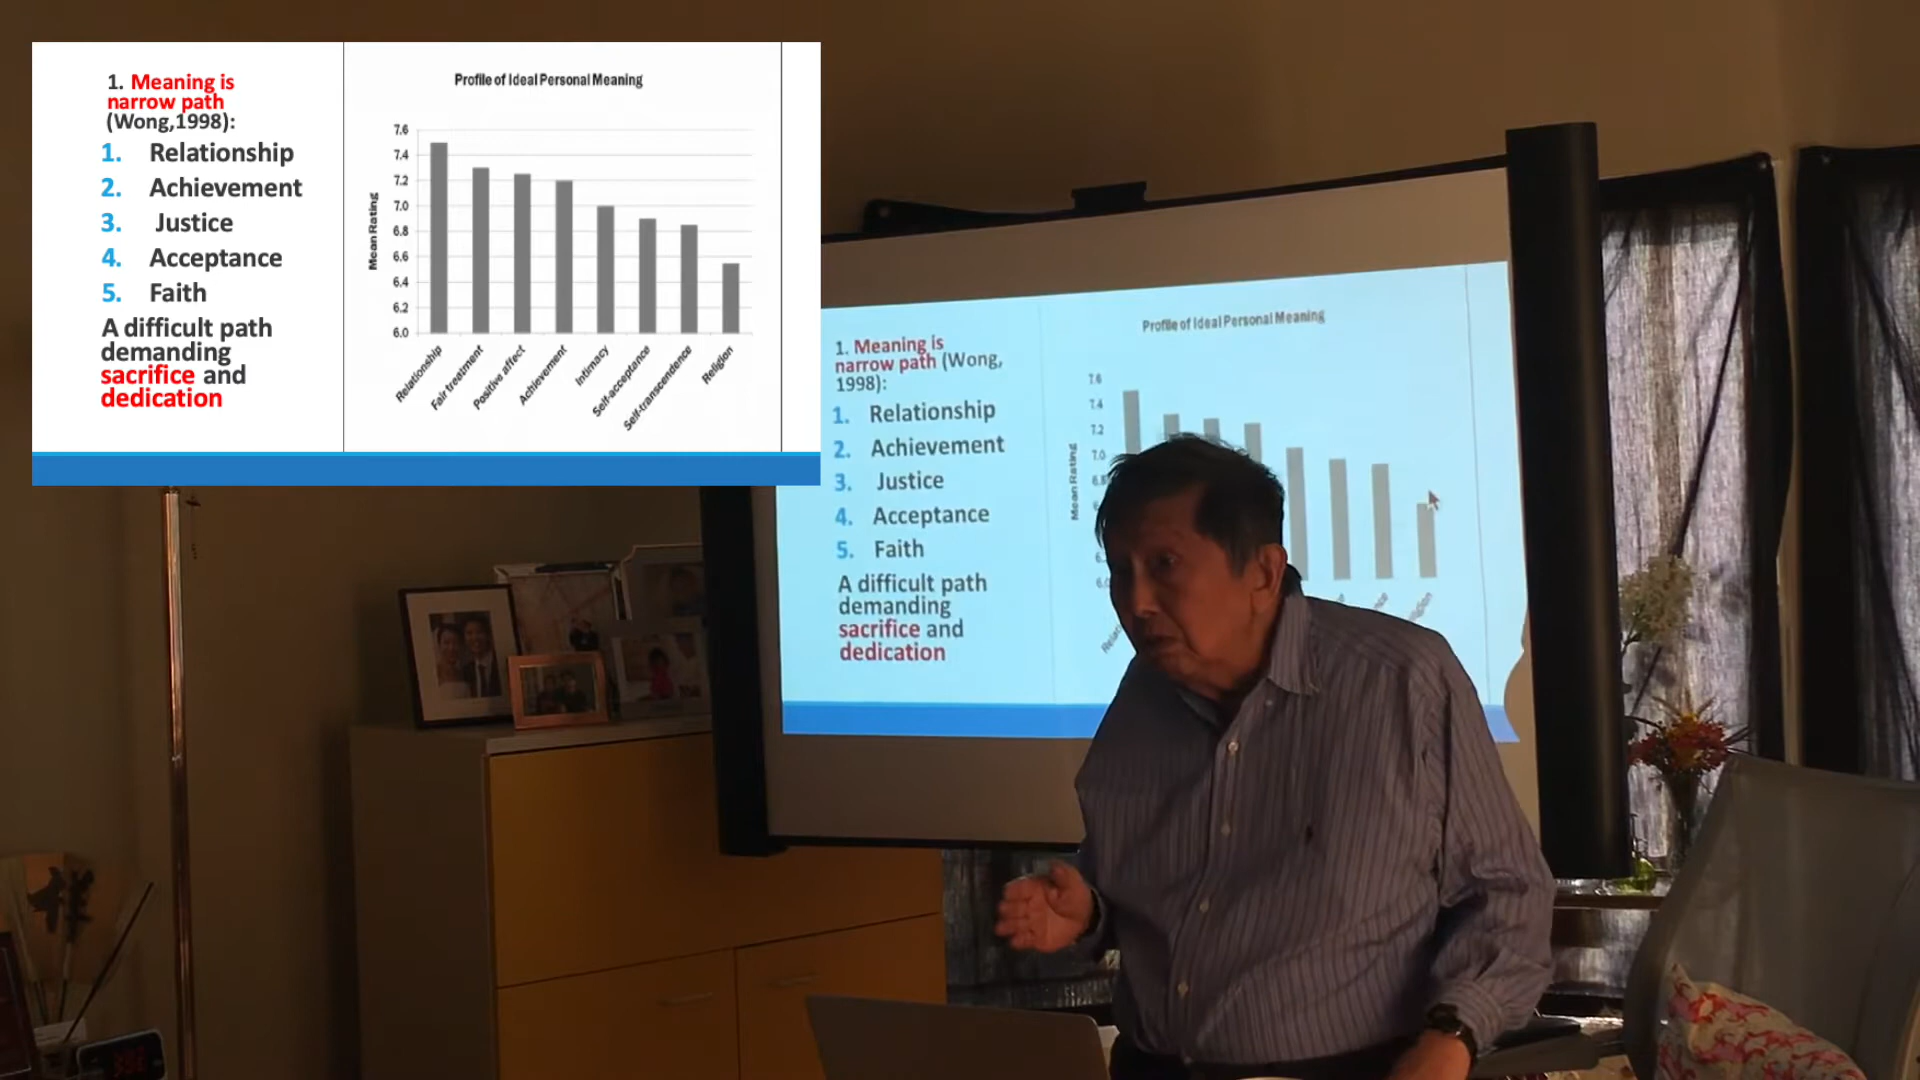 1. Meaning is
narrow path
(Wong,1998):
1. Relationship
2. Achievement
3. Justice
4. Acceptance
5. Faith
A difficult path
demanding
sacrifice and
dedication
Profile of Ideal Personal Meaning
Mean Rating
7.6
7.4
7.2
7.0
6.8
6.6
6.4
6.2
6.0
Relationship
Fair treatment
Positive affect
Achievement
Intimacy
Self-acceptance
Self-transcendence
Religion
1. Meaning is
narrow path (Wong,
1998):
1. Relationship
2. Achievement
3. Justice
4. Acceptance
5. Faith
A difficult path
demanding
sacrifice and
dedication
Profile of Ideal Personal Meaning
Mean Rating
7.6
7.4
7.2
7.0